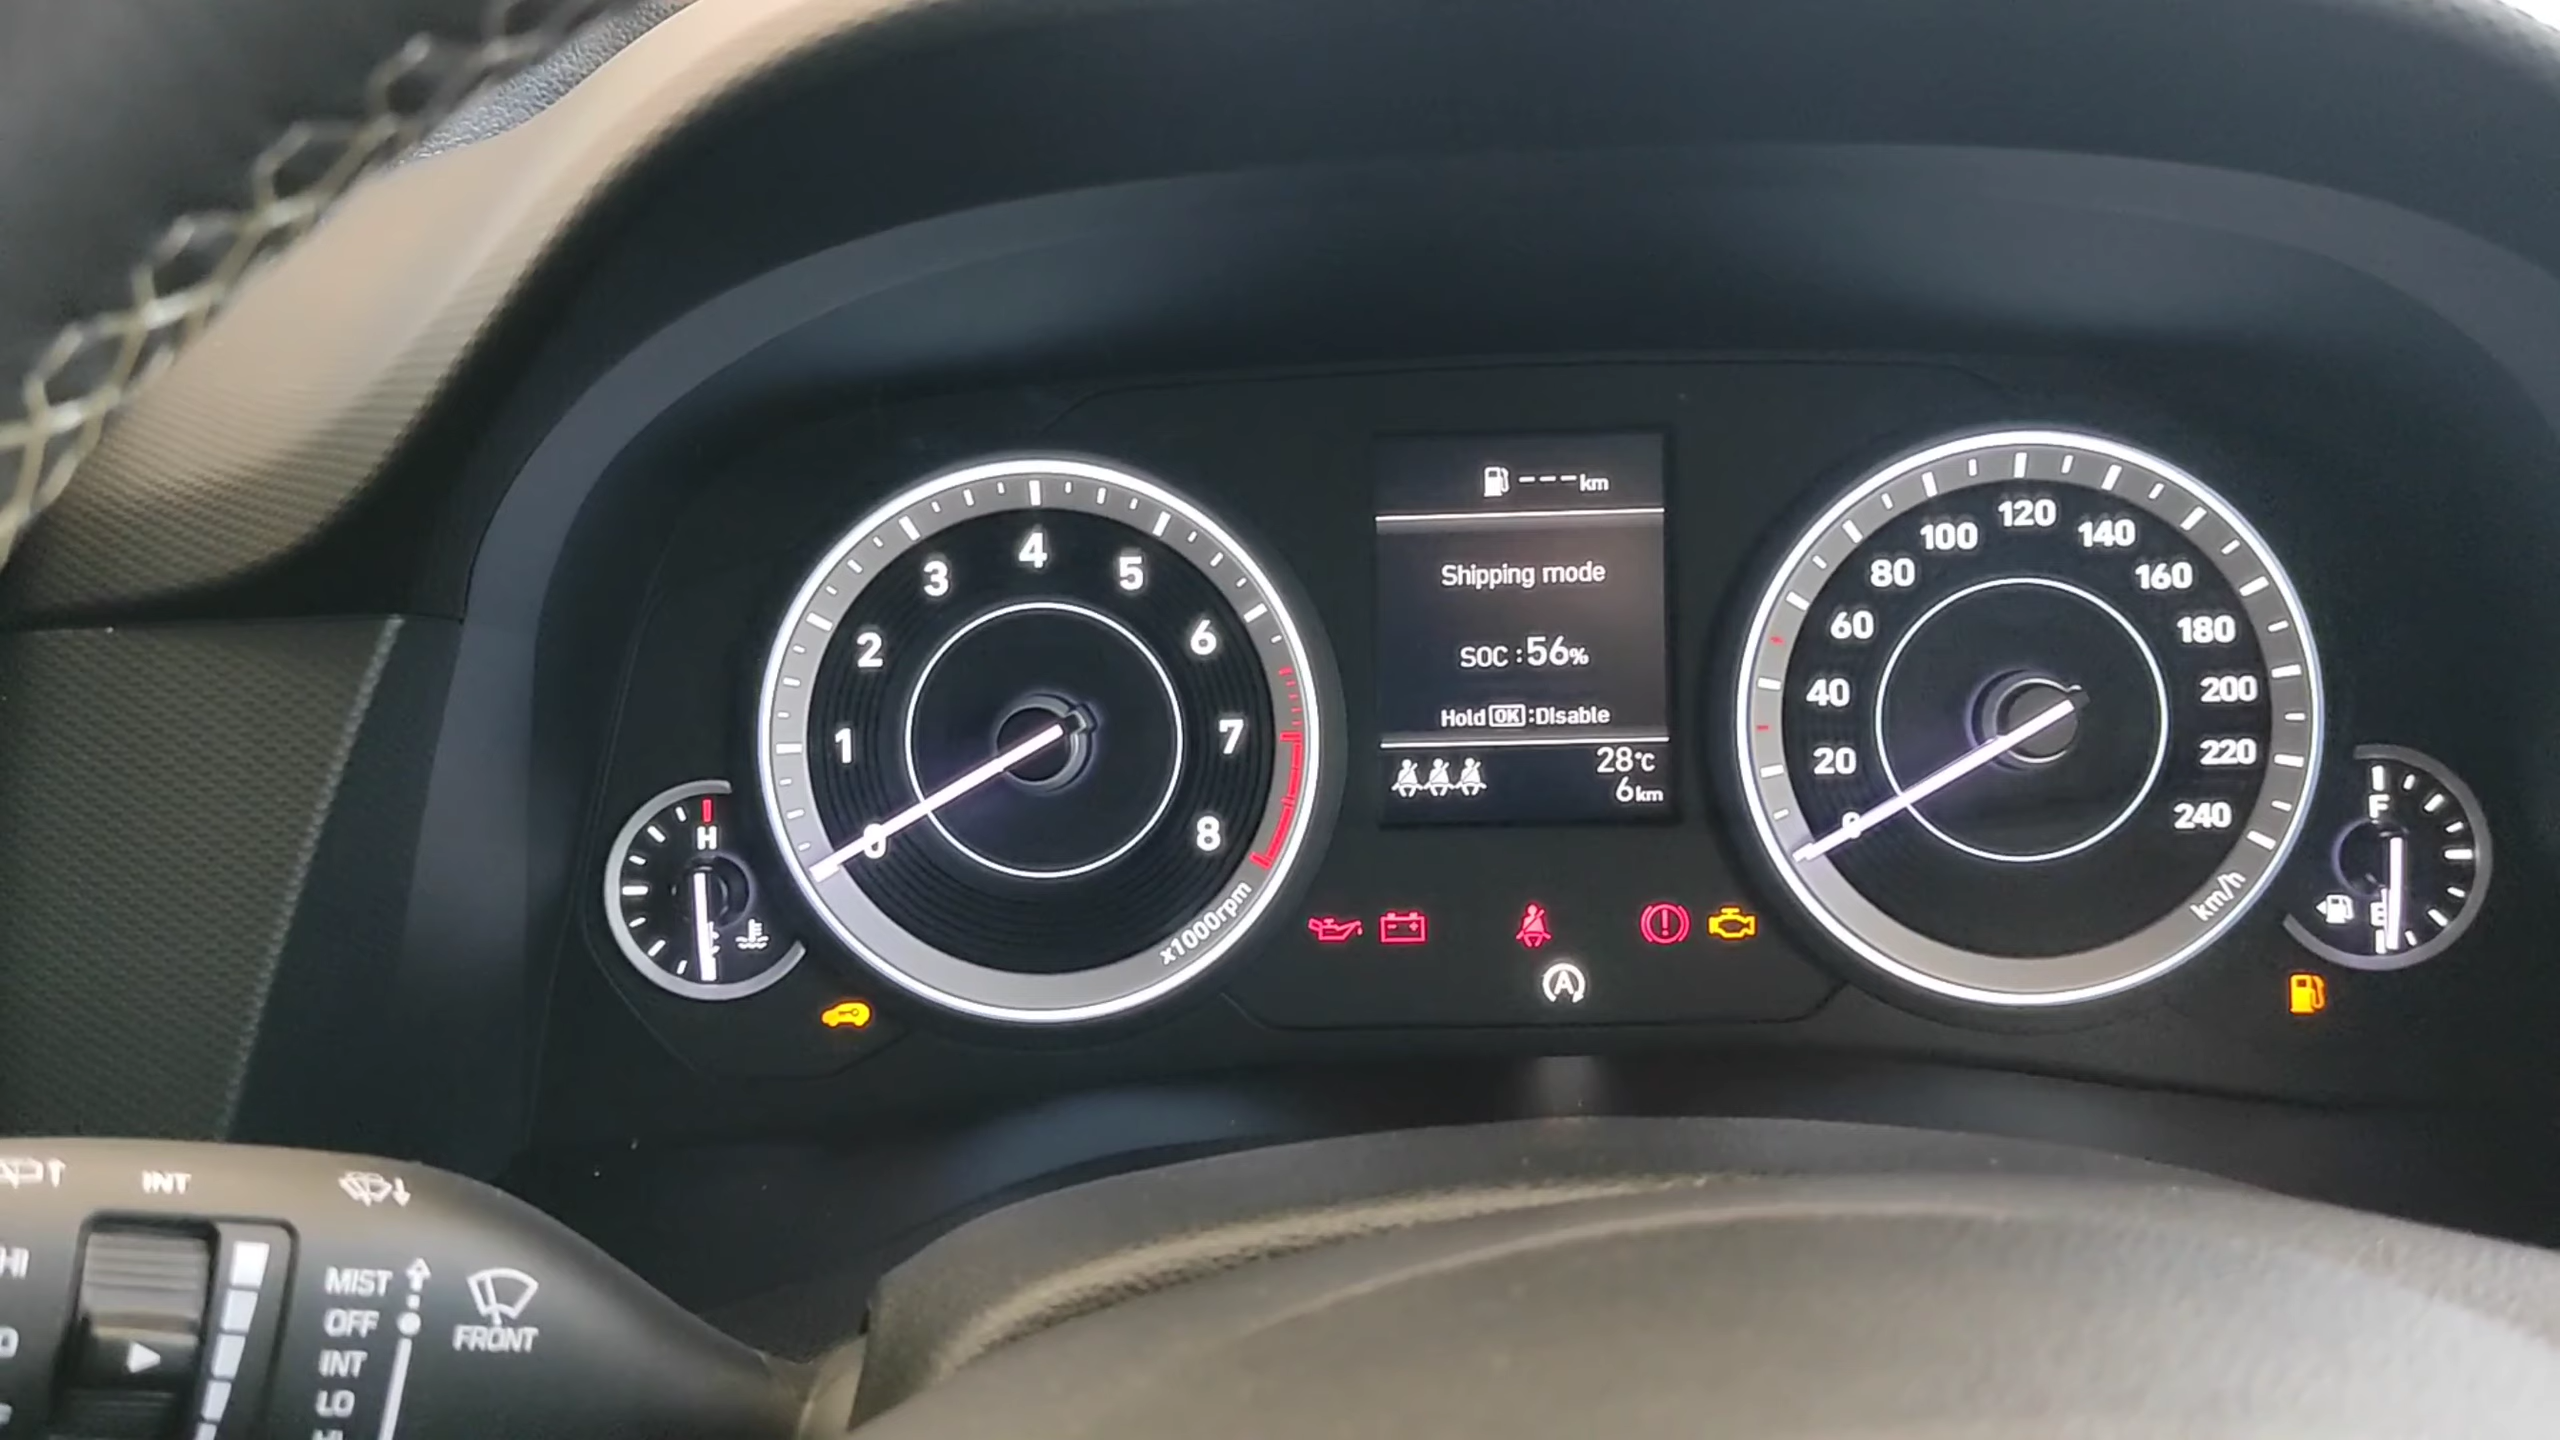 --- km
Shipping mode
SOC : 56%
Hold OK : Disable
28°C
6 km
0
1
2
3
4
5
6
7
8
x1000rpm
H
0
20
40
60
80
100
120
140
160
180
200
220
240
km/h
F
E
A
INT
HI
MIST
OFF
INT
LO
FRONT